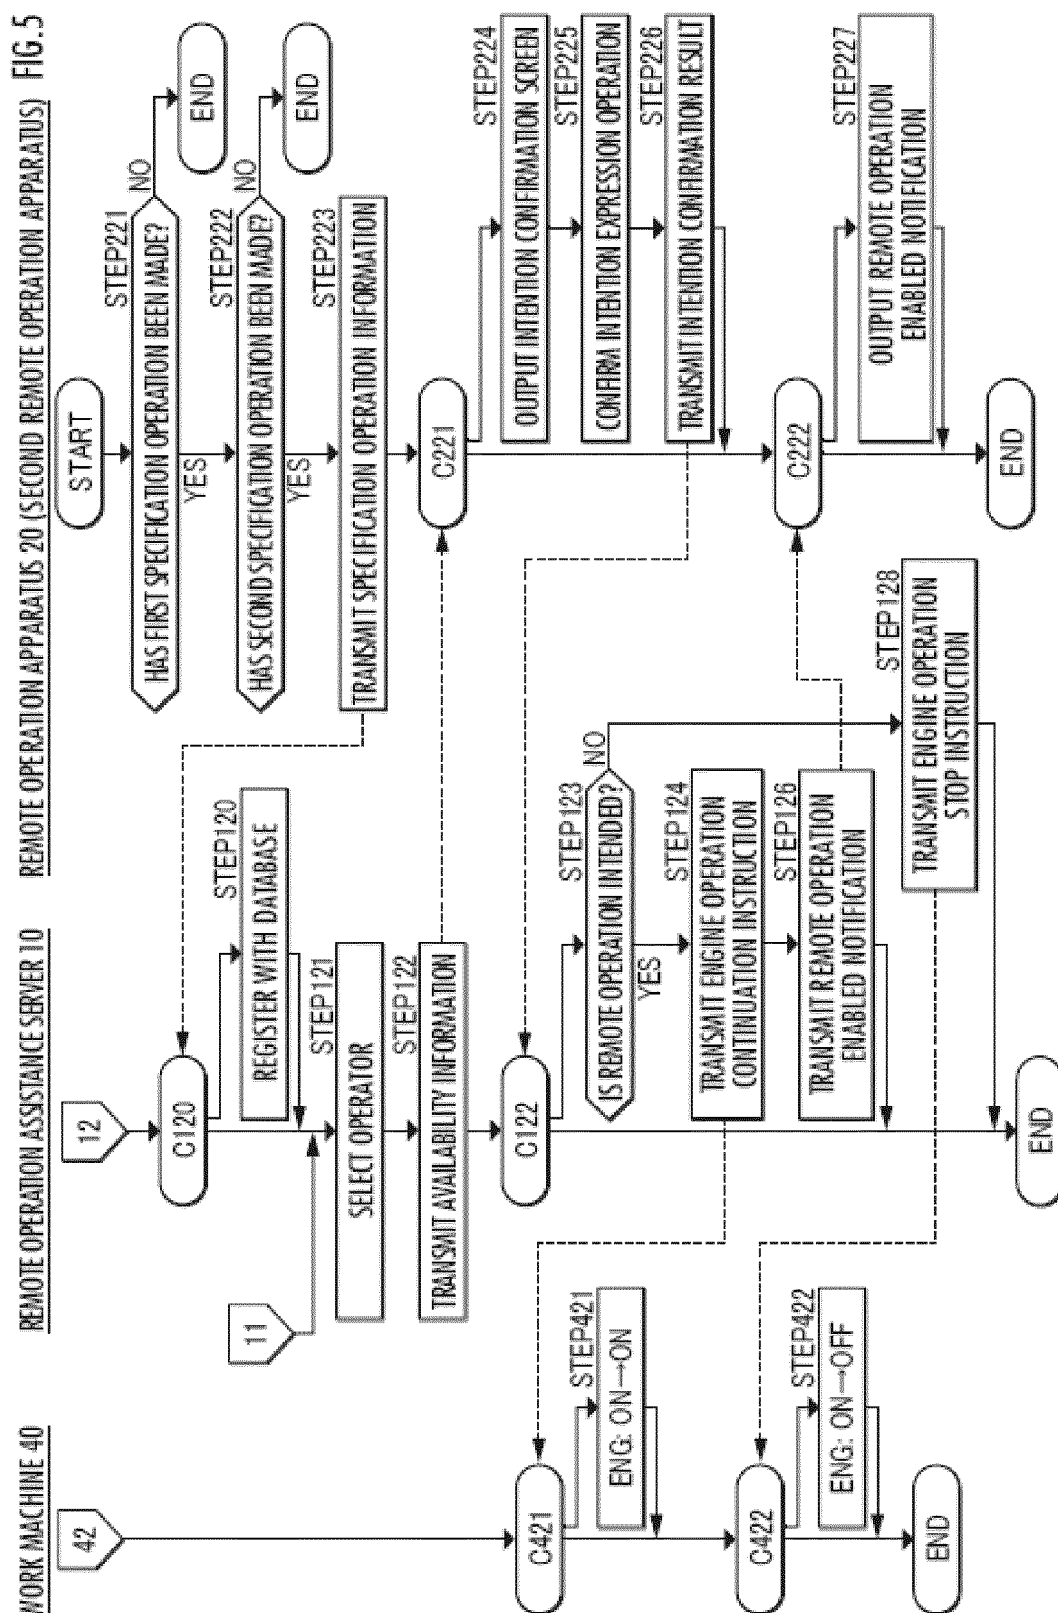 FIG.5
WORK MACHINE 40
42
C421
STEP421
ENG: ON→ON
C422
STEP422
ENG: ON→OFF
END
REMOTE OPERATION ASSISTANCE SERVER 10
12
C120
STEP120
REGISTER WITH DATABASE
11
STEP121
SELECT OPERATOR
STEP122
TRANSMIT AVAILABILITY INFORMATION
C122
STEP123
IS REMOTE OPERATION INTENDED?
NO
YES
STEP124
TRANSMIT ENGINE OPERATION
CONTINUATION INSTRUCTION
STEP126
TRANSMIT REMOTE OPERATION
ENABLED NOTIFICATION
STEP128
TRANSMIT ENGINE OPERATION
STOP INSTRUCTION
END
REMOTE OPERATION APPARATUS 20 (SECOND REMOTE OPERATION APPARATUS)
START
STEP221
HAS FIRST SPECIFICATION OPERATION BEEN MADE?
NO
END
YES
STEP222
HAS SECOND SPECIFICATION OPERATION BEEN MADE?
NO
END
YES
STEP223
TRANSMIT SPECIFICATION OPERATION INFORMATION
C221
STEP224
OUTPUT INTENTION CONFIRMATION SCREEN
STEP225
CONFIRM INTENTION EXPRESSION OPERATION
STEP226
TRANSMIT INTENTION CONFIRMATION RESULT
C222
STEP227
OUTPUT REMOTE OPERATION
ENABLED NOTIFICATION
END